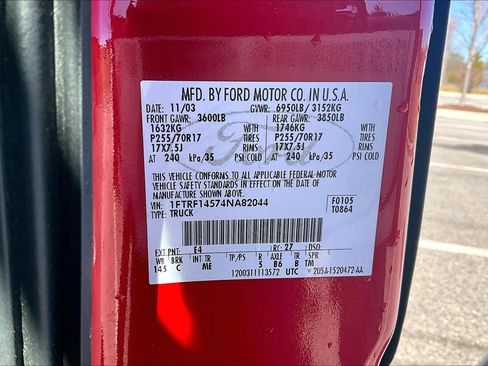 MFD. BY FORD MOTOR CO. IN U.S.A.
DATE: 11/03 GVWR: 6950LB/ 3152KG
FRONT GAWR: 3600LB REAR GAWR: 3850LB
1632KG WITH 1746KG WITH
P255/70R17 TIRES P255/70R17 TIRES
17X7.5J RIMS 17X7.5J RIMS
AT 240 kPa/35 PSI COLD AT 240 kPa/35 PSI COLD
THIS VEHICLE CONFORMS TO ALL APPLICABLE FEDERAL MOTOR
VEHICLE SAFETY STANDARDS IN EFFECT ON THE DATE OF
MANUFACTURE SHOWN ABOVE.
VIN: 1FTRF14574NA82044 F0105
TYPE: TRUCK T0864
Ford
EXT PNT: E4 RC: 27 DSO:
WB BRK INT TR TP/PS R AXLE TR SPR
145 C ME 5 B6 B TM
1200311113572 UTC 2U5A-1520472-AA